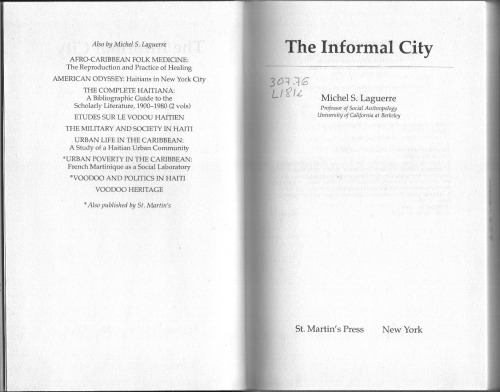 Also by Michel S. Laguerre
AFRO-CARIBBEAN FOLK MEDICINE:
The Reproduction and Practice of Healing
AMERICAN ODYSSEY: Haitians in New York City
THE COMPLETE HAITIANA:
A Bibliographic Guide to the
Scholarly Literature, 1900–1980 (2 vols)
ETUDES SUR LE VODOU HAITIEN
THE MILITARY AND SOCIETY IN HAITI
URBAN LIFE IN THE CARIBBEAN:
A Study of a Haitian Urban Community
*URBAN POVERTY IN THE CARIBBEAN:
French Martinique as a Social Laboratory
*VOODOO AND POLITICS IN HAITI
VOODOO HERITAGE
* Also published by St. Martin's
The Informal City
307.76
L181L
Michel S. Laguerre
Professor of Social Anthropology
University of California at Berkeley
St. Martin's Press New York